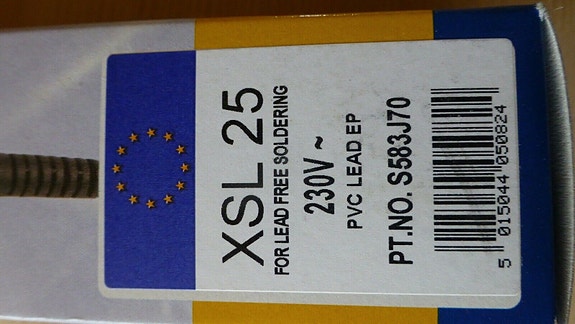 XSL 25
FOR LEAD FREE SOLDERING
230V ~
PVC LEAD EP
PT.NO. S583J70
5 015044 050824